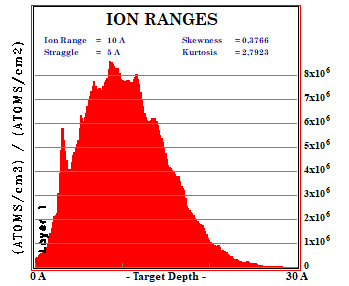 ION RANGES
Ion Range = 10 A Skewness = 0,3766
Straggle = 5 A Kurtosis = 2,7923
(ATOMS/cm3) / (ATOMS/cm2)
8x10⁶
7x10⁶
6x10⁶
5x10⁶
4x10⁶
3x10⁶
2x10⁶
1x10⁶
0
Layer 1
0 A - Target Depth - 30 A